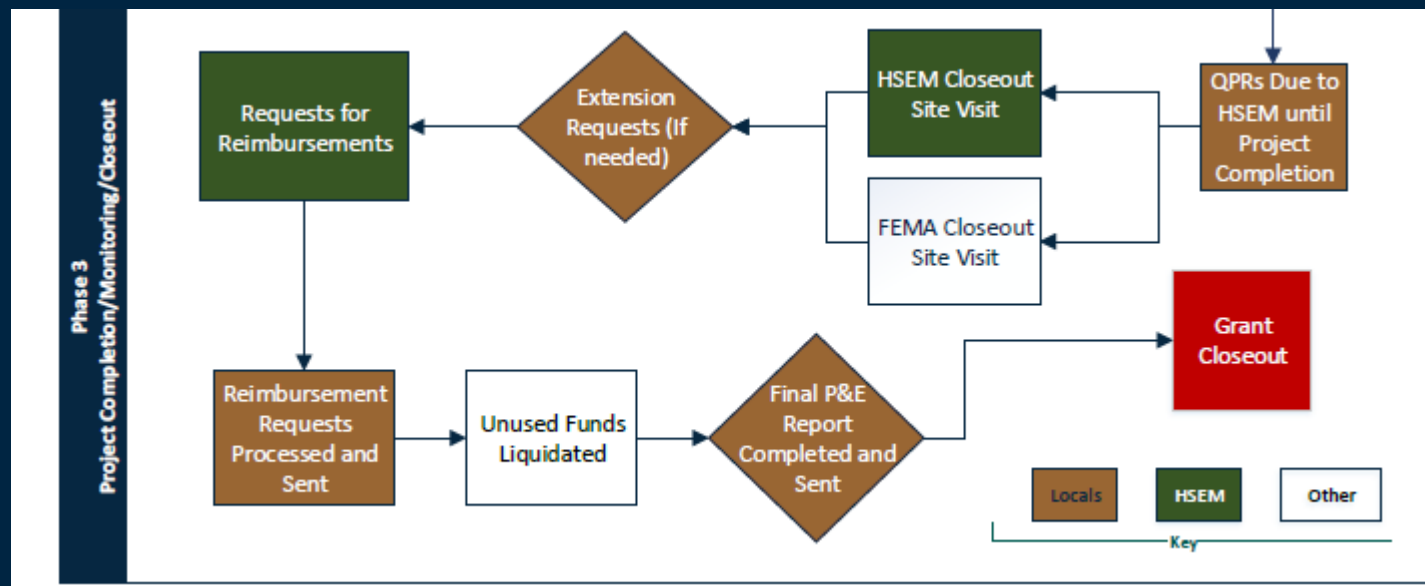 Phase 3
Project Completion/Monitoring/Closeout
Requests for
Reimbursements
Extension
Requests (If
needed)
HSEM Closeout
Site Visit
QPRs Due to
HSEM until
Project
Completion
FEMA Closeout
Site Visit
Grant
Closeout
Reimbursement
Requests
Processed and
Sent
Unused Funds
Liquidated
Final P&E
Report
Completed and
Sent
Locals
HSEM
Other
Key